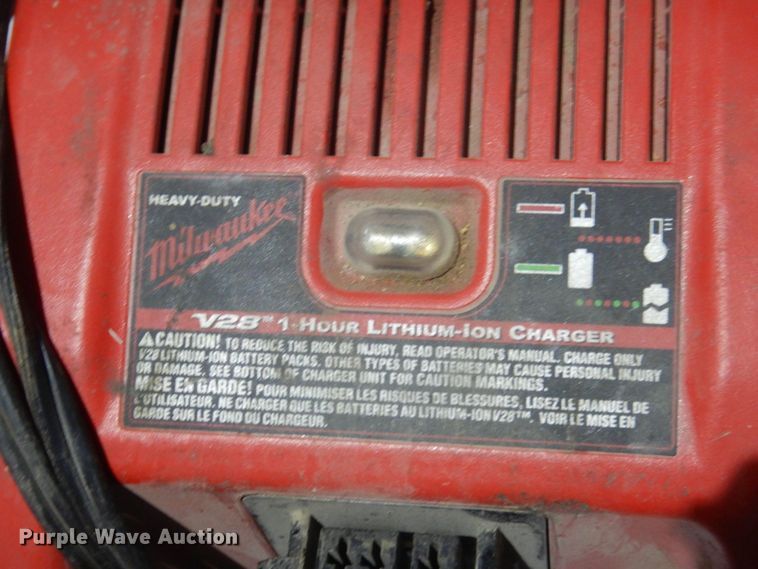 HEAVY-DUTY
Milwaukee
V28™ 1-HOUR LITHIUM-ION CHARGER
⚠CAUTION! TO REDUCE THE RISK OF INJURY, READ OPERATOR'S MANUAL. CHARGE ONLY
V28 LITHIUM-ION BATTERY PACKS. OTHER TYPES OF BATTERIES MAY CAUSE PERSONAL INJURY
OR DAMAGE. SEE BOTTOM OF CHARGER UNIT FOR CAUTION MARKINGS.
MISE EN GARDE! POUR MINIMISER LES RISQUES DE BLESSURES, LISEZ LE MANUEL DE
L'UTILISATEUR. NE CHARGER QUE LES BATTERIES AU LITHIUM-ION V28™. VOIR LE MISE EN
GARDE SUR LE FOND DU CHARGEUR.
Purple Wave Auction